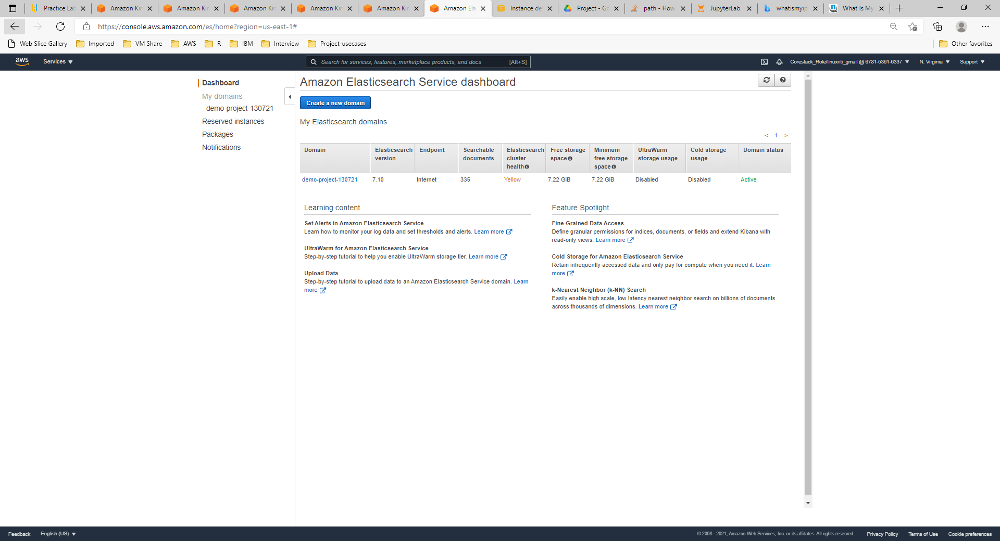 Practice Lab
Amazon Kin
Amazon Kin
Amazon Kin
Amazon Kin
Amazon Kin
Amazon Ela
Instance de
Project - Go
path - How
JupyterLab
whatismyip
What Is My
https://console.aws.amazon.com/es/home?region=us-east-1#
Web Slice Gallery
Imported
VM Share
AWS
R
IBM
Interview
Project-usecases
Other favorites
aws
Services
Search for services, features, marketplace products, and docs
[Alt+S]
Corestack_Role/linuxriti_gmail @ 6781-5361-6337
N. Virginia
Support
Dashboard
My domains
demo-project-130721
Reserved instances
Packages
Notifications
Amazon Elasticsearch Service dashboard
Create a new domain
My Elasticsearch domains
< 1 >
Domain
Elasticsearch version
Endpoint
Searchable documents
Elasticsearch cluster health
Free storage space
Minimum free storage space
UltraWarm storage usage
Cold storage usage
Domain status
demo-project-130721
7.10
Internet
335
Yellow
7.22 GiB
7.22 GiB
Disabled
Disabled
Active
Learning content
Set Alerts in Amazon Elasticsearch Service
Learn how to monitor your log data and set thresholds and alerts. Learn more
UltraWarm for Amazon Elasticsearch Service
Step-by-step tutorial to help you enable UltraWarm storage tier. Learn more
Upload Data
Step-by-step tutorial to upload data to an Amazon Elasticsearch Service domain. Learn
more
Feature Spotlight
Fine-Grained Data Access
Define granular permissions for indices, documents, or fields and extend Kibana with
read-only views. Learn more
Cold Storage for Amazon Elasticsearch Service
Retain infrequently accessed data and only pay for compute when you need it. Learn
more
k-Nearest Neighbor (k-NN) Search
Easily enable high scale, low latency nearest neighbor search on billions of documents
across thousands of dimensions. Learn more
Feedback
English (US)
© 2008 - 2021, Amazon Web Services, Inc. or its affiliates. All rights reserved.
Privacy Policy
Terms of Use
Cookie preferences